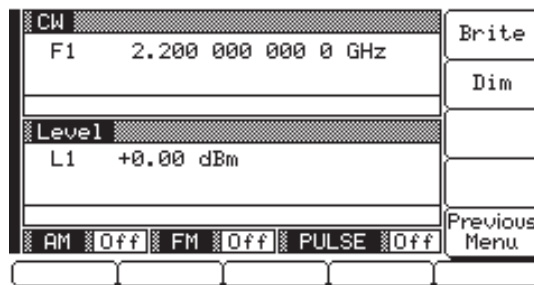 CW
F1 2.200 000 000 0 GHz
Level
L1 +0.00 dBm
AM Off FM Off PULSE Off
Brite
Dim
Previous
Menu